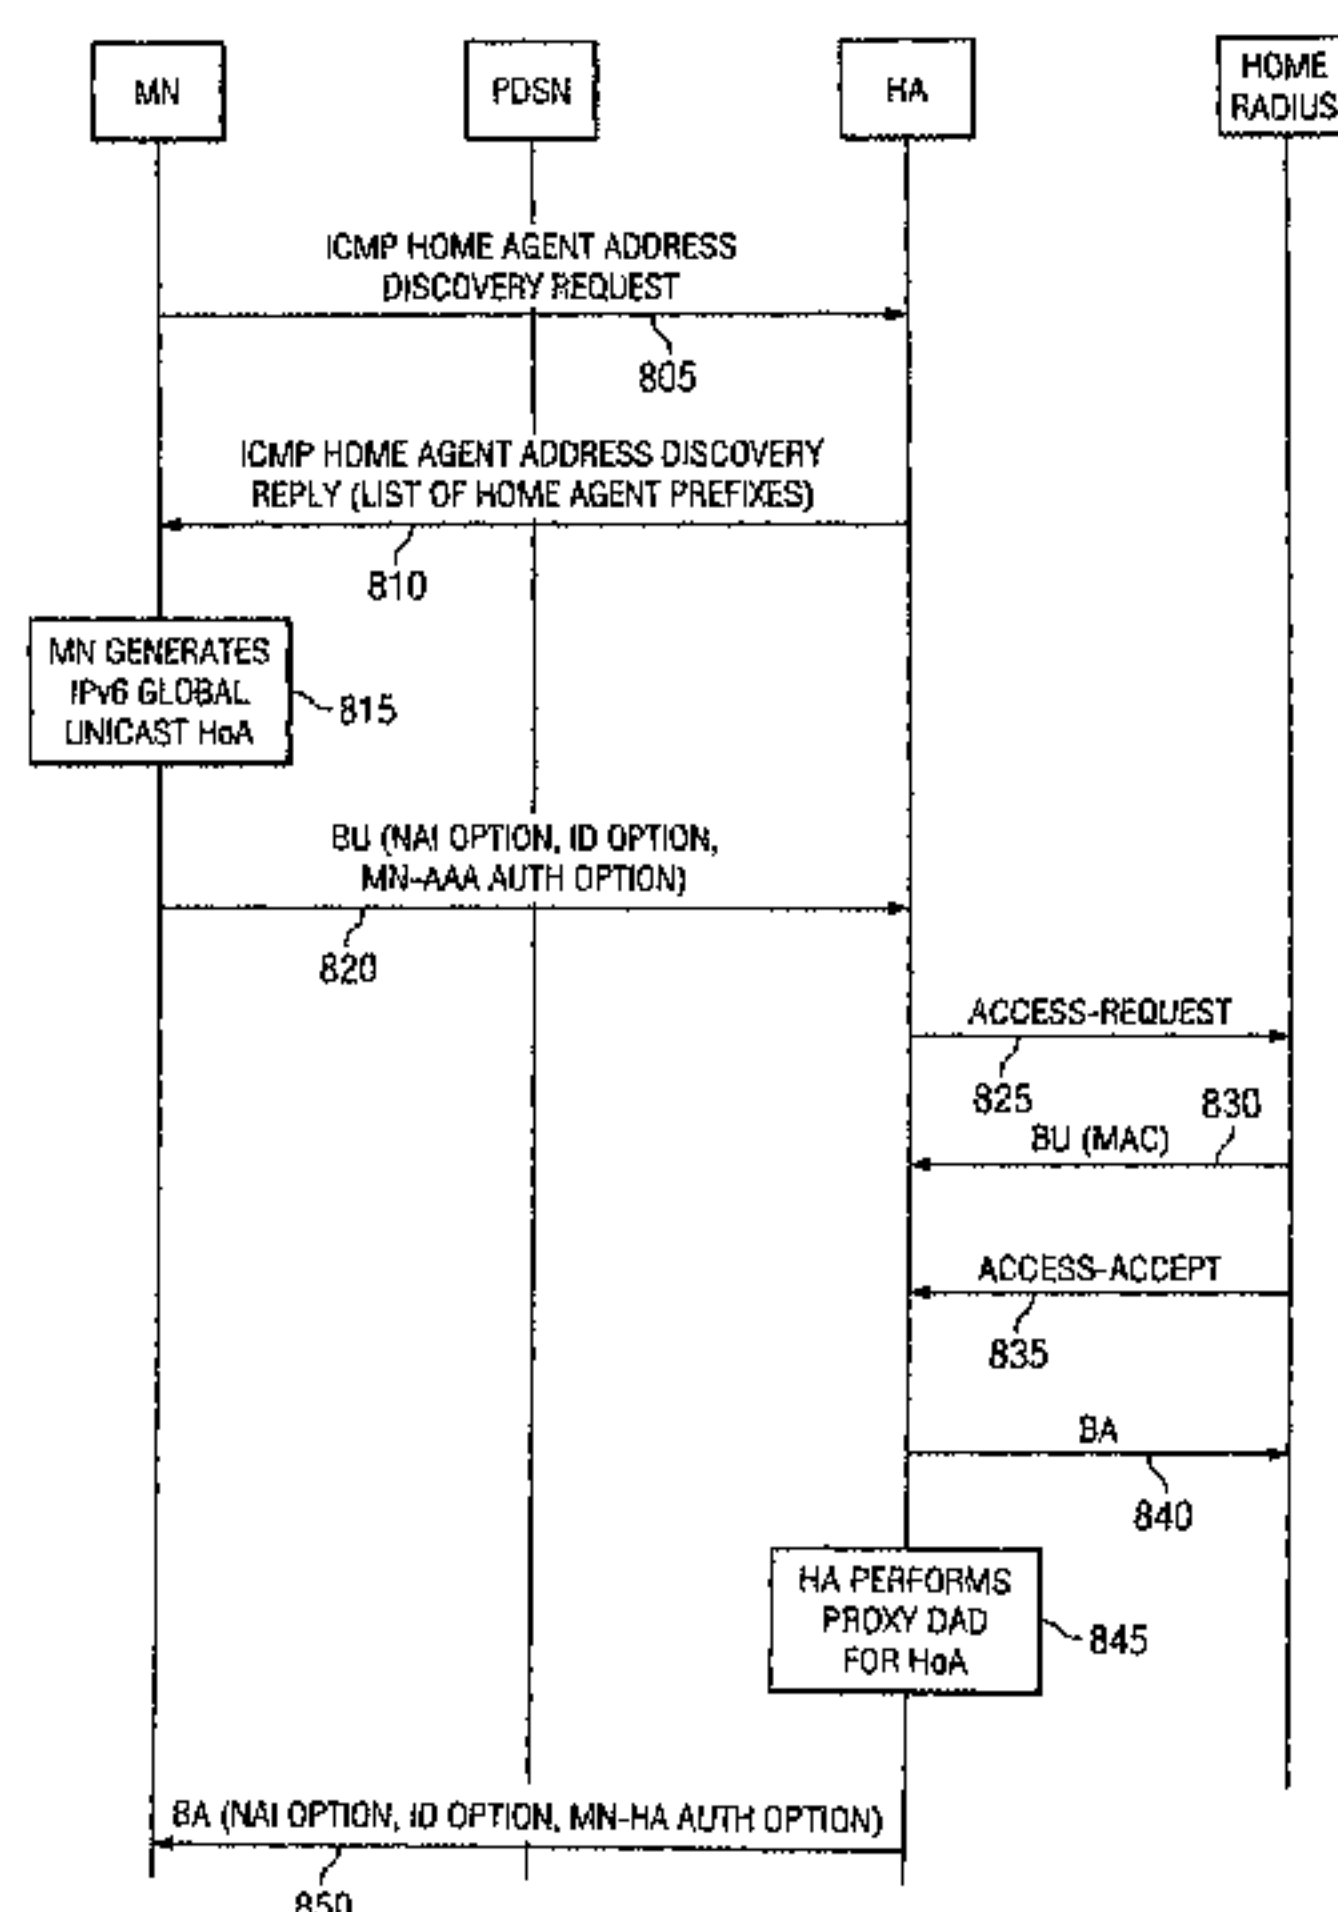 MN
PDSN
HA
HOME
RADIUS
ICMP HOME AGENT ADDRESS
DISCOVERY REQUEST
805
ICMP HOME AGENT ADDRESS DISCOVERY
REPLY (LIST OF HOME AGENT PREFIXES)
810
MN GENERATES
IPv6 GLOBAL
UNICAST HoA
815
BU (NAI OPTION, ID OPTION,
MN-AAA AUTH OPTION)
820
ACCESS-REQUEST
825
830
BU (MAC)
ACCESS-ACCEPT
835
BA
840
HA PERFORMS
PROXY DAD
FOR HoA
845
BA (NAI OPTION, ID OPTION, MN-HA AUTH OPTION)
850